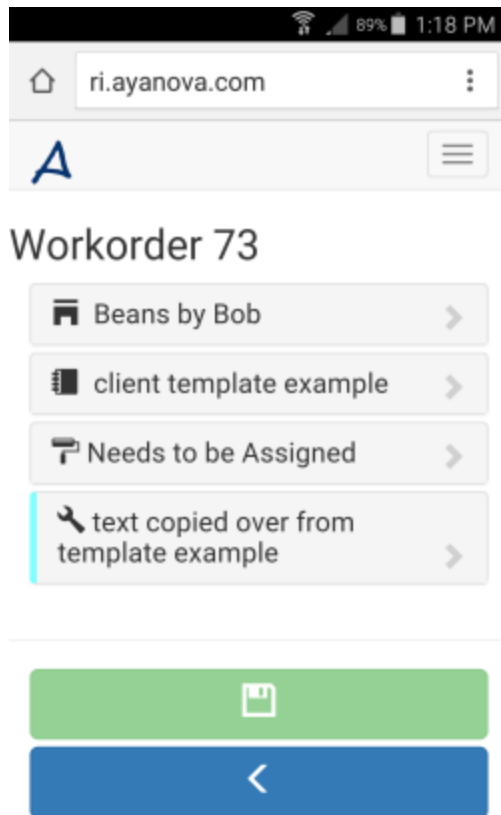 89% 1:18 PM
ri.ayanova.com
A
Workorder 73
Beans by Bob
client template example
Needs to be Assigned
text copied over from
template example